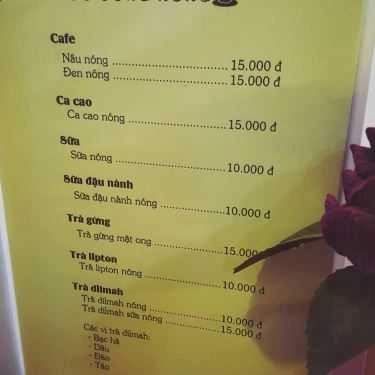 Cafe
Nâu nóng 15.000 đ
Đen nóng 15.000 đ
Ca cao
Ca cao nóng 15.000 đ
Sữa
Sữa nóng 10.000 đ
Sữa đậu nành
Sữa đậu nành nóng 10.000 đ
Trà gừng
Trà gừng mật ong 15.000 đ
Trà lipton
Trà lipton nóng 10.000 đ
Trà dilmah
Trà dilmah nóng 10.000 đ
Trà dilmah sữa nóng 15.000 đ
Các vị trà dilmah:
- Bạc hà
- Dâu
- Đào
- Táo